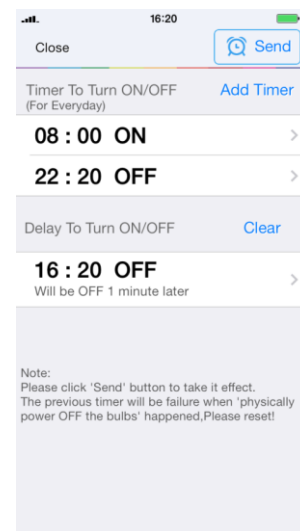 16:20
Close
Send
Timer To Turn ON/OFF
Add Timer
(For Everyday)
08 : 00 ON
22 : 20 OFF
Delay To Turn ON/OFF
Clear
16 : 20 OFF
Will be OFF 1 minute later
Note:
Please click 'Send' button to take it effect.
The previous timer will be failure when 'physically
power OFF the bulbs' happened,Please reset!